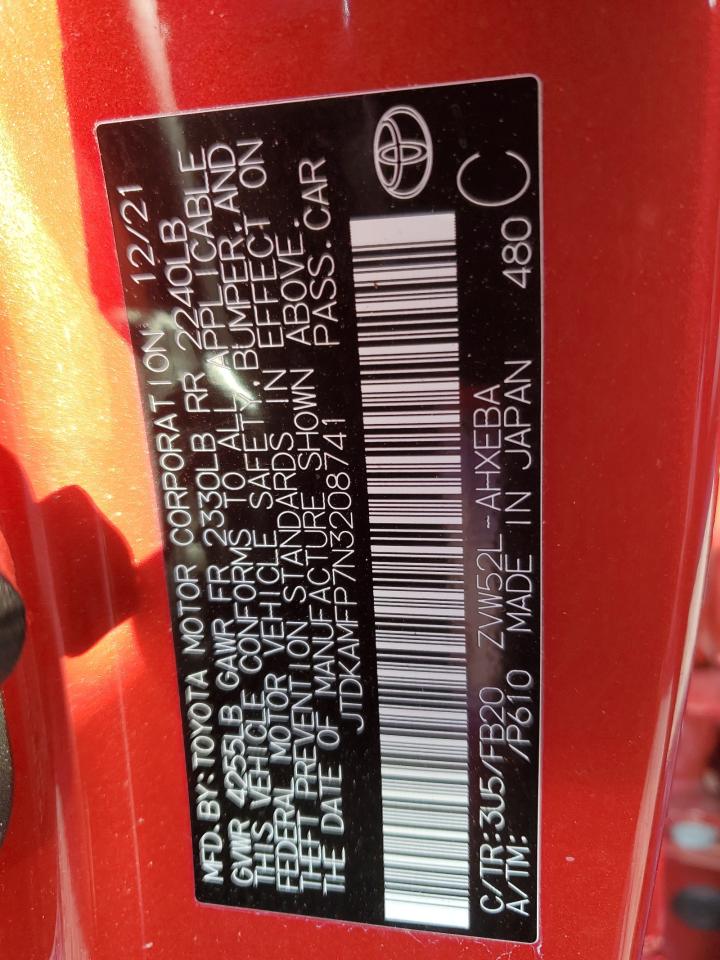 MFD. BY: TOYOTA MOTOR CORPORATION 12/21
GVWR 4255LB GAWR FR 2330LB RR 2240LB
THIS VEHICLE CONFORMS TO ALL APPLICABLE
FEDERAL MOTOR VEHICLE SAFETY, BUMPER, AND
THEFT PREVENTION STANDARDS IN EFFECT ON
THE DATE OF MANUFACTURE SHOWN ABOVE.
JTDKAMFP7N3208741 PASS. CAR
C/TR: 3U5/FB20 ZVW52L-AHXEBA C
A/TM: /P610 MADE IN JAPAN 480